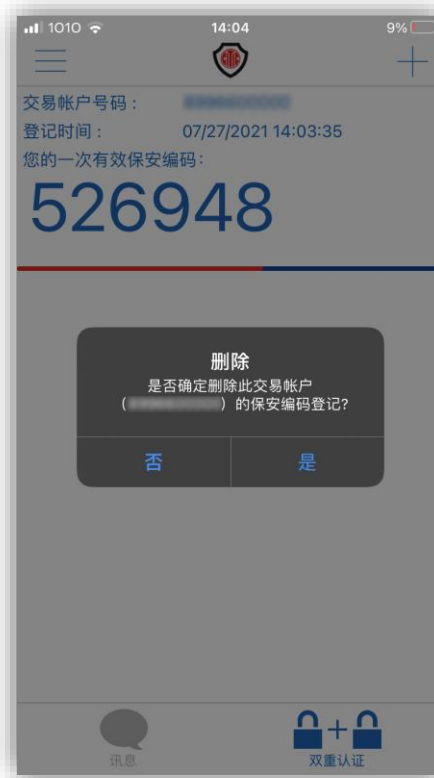 1010
14:04
9%
交易帐户号码：
登记时间： 07/27/2021 14:03:35
您的一次有效保安编码:
526948
删除
是否确定删除此交易帐户
( ) 的保安编码登记?
否 是
讯息 双重认证